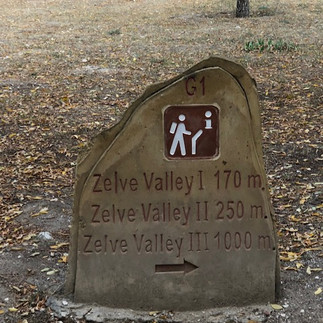 G1
Zelve Valley I 170 m.
Zelve Valley II 250 m.
Zelve Valley III 1000 m.